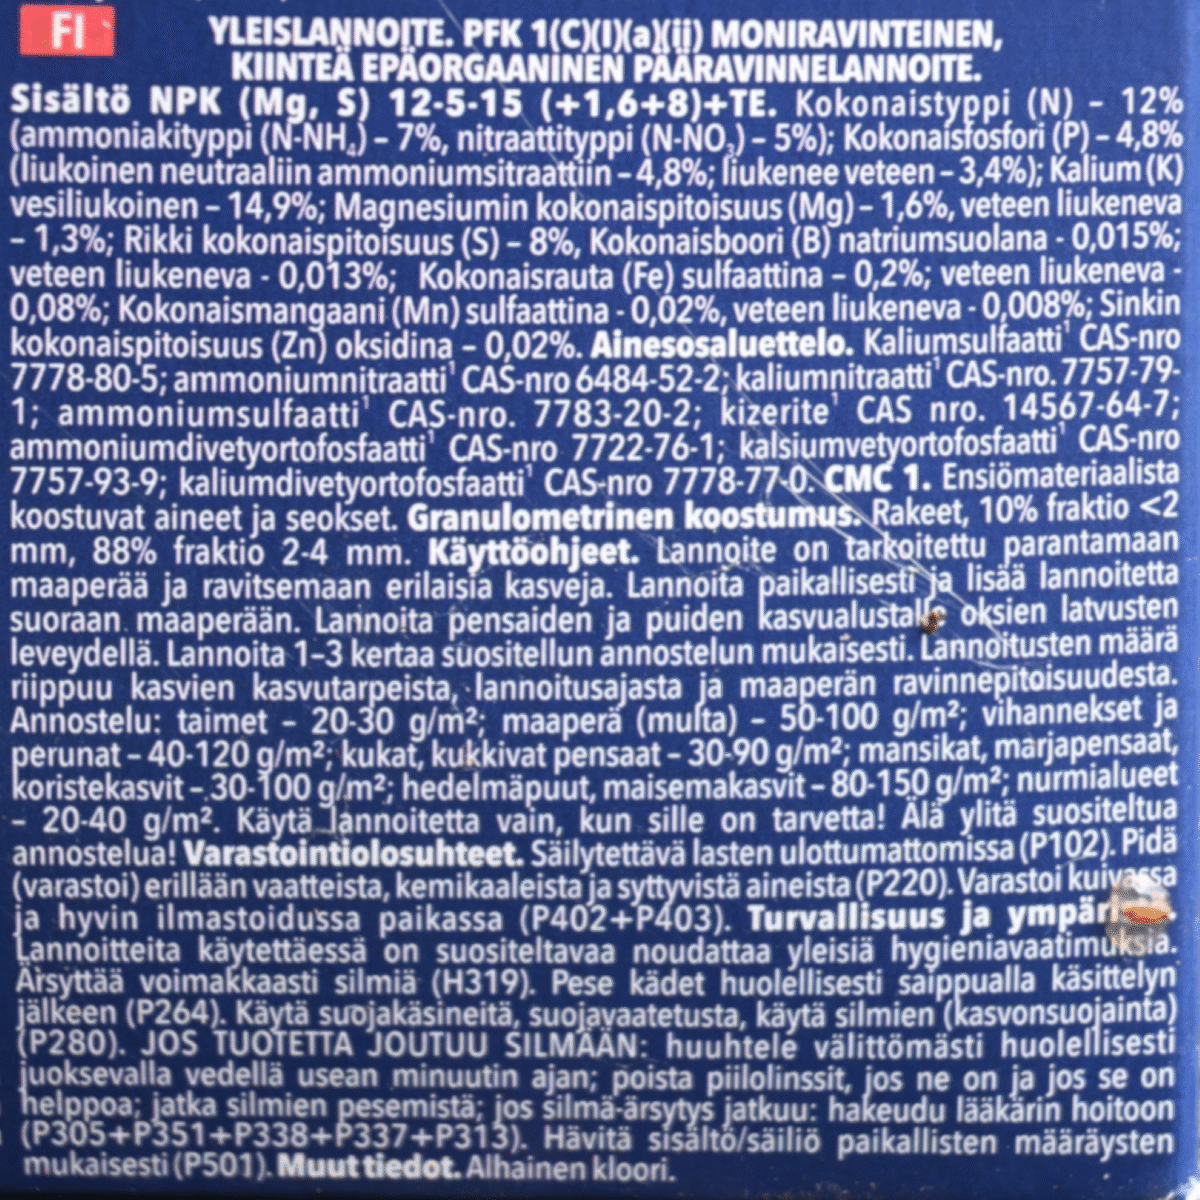 FI
YLEISLANNOITE. PFK 1(C)(I)(a)(ii) MONIRAVINTEINEN,
KIINTEÄ EPÄORGAANINEN PÄÄRAVINNELANNOITE.
Sisältö NPK (Mg, S) 12-5-15 (+1,6+8)+TE. Kokonaistyppi (N) – 12%
(ammoniakityppi (N-NH₄) – 7%, nitraattityppi (N-NO₃) – 5%); Kokonaisfosfori (P) – 4,8%
(liukoinen neutraaliin ammoniumsitraattiin – 4,8%; liukenee veteen – 3,4%); Kalium (K)
vesiliukoinen – 14,9%; Magnesiumin kokonaispitoisuus (Mg) – 1,6%, veteen liukeneva
– 1,3%; Rikki kokonaispitoisuus (S) – 8%, Kokonaisboori (B) natriumsuolana - 0,015%;
veteen liukeneva - 0,013%; Kokonaisrauta (Fe) sulfaattina – 0,2%; veteen liukeneva -
0,08%; Kokonaismangaani (Mn) sulfaattina - 0,02%, veteen liukeneva - 0,008%; Sinkin
kokonaispitoisuus (Zn) oksidina – 0,02%. Ainesosaluettelo. Kaliumsulfaatti¹ CAS-nro
7778-80-5; ammoniumnitraatti¹ CAS-nro 6484-52-2; kaliumnitraatti¹ CAS-nro. 7757-79-
1; ammoniumsulfaatti¹ CAS-nro. 7783-20-2; kizerite¹ CAS nro. 14567-64-7;
ammoniumdivetyortofosfaatti¹ CAS-nro 7722-76-1; kalsiumvetyortofosfaatti¹ CAS-nro
7757-93-9; kaliumdivetyortofosfaatti¹ CAS-nro 7778-77-0. CMC 1. Ensiömateriaalista
koostuvat aineet ja seokset. Granulometrinen koostumus. Rakeet, 10% fraktio <2
mm, 88% fraktio 2-4 mm. Käyttöohjeet. Lannoite on tarkoitettu parantamaan
maaperää ja ravitsemaan erilaisia kasveja. Lannoita paikallisesti ja lisää lannoitetta
suoraan maaperään. Lannoita pensaiden ja puiden kasvualustalle oksien latvusten
leveydellä. Lannoita 1–3 kertaa suositellun annostelun mukaisesti. Lannoitusten määrä
riippuu kasvien kasvutarpeista, lannoitusajasta ja maaperän ravinnepitoisuudesta.
Annostelu: taimet – 20-30 g/m²; maaperä (multa) – 50-100 g/m²; vihannekset ja
perunat – 40-120 g/m²; kukat, kukkivat pensaat – 30-90 g/m²; mansikat, marjapensaat,
koristekasvit – 30-100 g/m²; hedelmäpuut, maisemakasvit – 80-150 g/m²; nurmialueet
– 20-40 g/m². Käytä lannoitetta vain, kun sille on tarvetta! Älä ylitä suositeltua
annostelua! Varastointiolosuhteet. Säilytettävä lasten ulottumattomissa (P102). Pidä
(varastoi) erillään vaatteista, kemikaaleista ja syttyvistä aineista (P220). Varastoi kuivassa
ja hyvin ilmastoidussa paikassa (P402+P403). Turvallisuus ja
Lannoitteita käytettäessä on suositeltavaa noudattaa yleisiä hygieniavaatimuksia.
Ärsyttää voimakkaasti silmiä (H319). Pese kädet huolellisesti saippualla käsittelyn
jälkeen (P264). Käytä suojakäsineitä, suojavaatetusta, käytä silmien (kasvonsuojainta)
(P280). JOS TUOTETTA JOUTUU SILMÄÄN: huuhtele välittömästi huolellisesti
juoksevalla vedellä usean minuutin ajan; poista piilolinssit, jos ne on ja jos se on
helppoa; jatka silmien pesemistä; jos silmä-ärsytys jatkuu: hakeudu lääkärin hoitoon
(P305+P351+P338+P337+P313). Hävitä sisältö/säiliö paikallisten määräysten
mukaisesti (P501). Muut tiedot. Alhainen kloori.